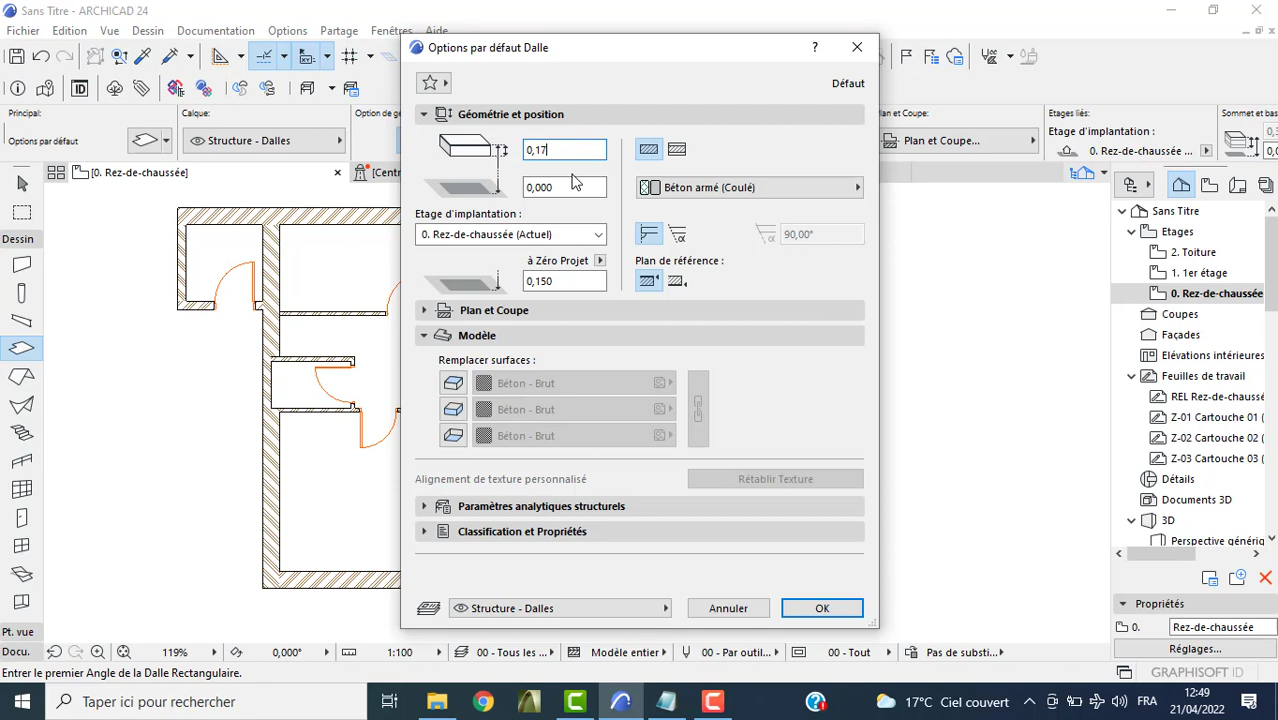 Sans Titre - ARCHICAD 24
Fichier Edition Vue Dessin Documentation Options Partage Fenêtres
Principal:
Options par défaut
Calque:
Structure - Dalles
Option de gé
Plan et Coupe:
Plan et Coupe...
Etages liés:
Etage d'implantation :
0. Rez-de-chaussée (Actuel)
Sommet et bas
[0. Rez-de-chaussée]
[Cent
Options par défaut Dalle
Défaut
Géométrie et position
0,17
0,000
Béton armé (Coulé)
Etage d'implantation :
0. Rez-de-chaussée (Actuel)
90,00°
à Zéro Projet
Plan de référence :
0,150
Plan et Coupe
Modèle
Remplacer surfaces :
Béton - Brut
Béton - Brut
Béton - Brut
Alignement de texture personnalisé
Rétablir Texture
Paramètres analytiques structurels
Classification et Propriétés
Structure - Dalles
Annuler
OK
Dessin
Pt. vue
Docu.
Sans Titre
Etages
2. Toiture
1. 1er étage
0. Rez-de-chaussée
Coupes
Façades
Elévations intérieures
Feuilles de travail
REL Rez-de-chaussé
Z-01 Cartouche 01
Z-02 Cartouche 02
Z-03 Cartouche 03
Détails
Documents 3D
3D
Perspective génériq
Propriétés
0. Rez-de-chaussée
Réglages...
119%
0,000°
1:100
00 - Tous les ...
Modèle entier
00 - Par outil...
00 - Tout
Pas de substi...
Entrer le premier Angle de la Dalle Rectangulaire.
GRAPHISOFT ID
Taper ici pour rechercher
17°C Ciel couvert
FRA
12:49
21/04/2022